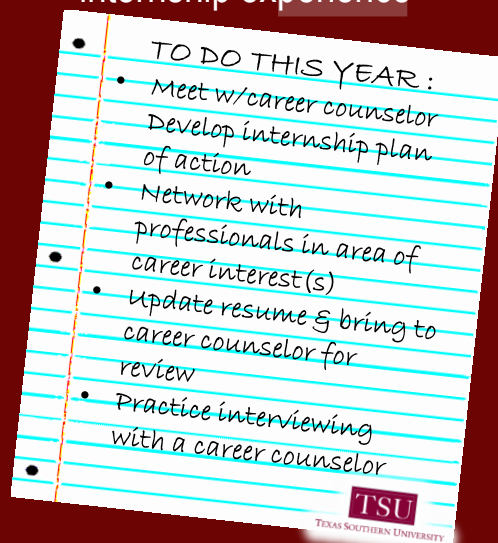 internship experience
TO DO THIS YEAR :
• Meet w/career counselor
Develop internship plan
of action
• Network with
professionals in area of
career interest(s)
• Update resume & bring to
career counselor for
review
• Practice interviewing
with a career counselor
TSU
TEXAS SOUTHERN UNIVERSITY